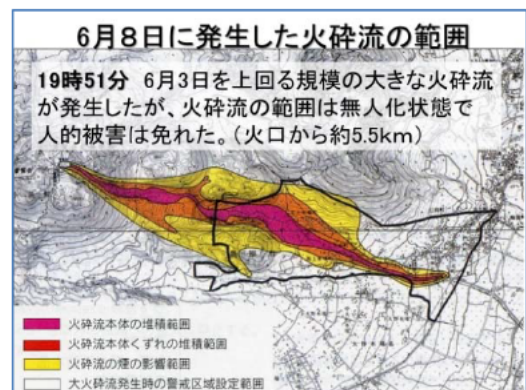 6月8日に発生した火砕流の範囲
19時51分 6月3日を上回る規模の大きな火砕流
が発生したが、火砕流の範囲は無人化状態で
人的被害は免れた。(火口から約5.5km)
火砕流本体の堆積範囲
火砕流本体くずれの堆積範囲
火砕流の煙の影響範囲
大火砕流発生時の警戒区域設定範囲